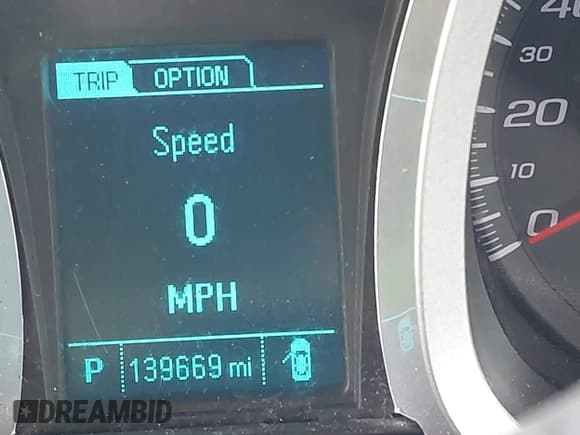 TRIP OPTION
Speed
0
MPH
P 139669 mi
40
30
20
10
0
DREAMBID